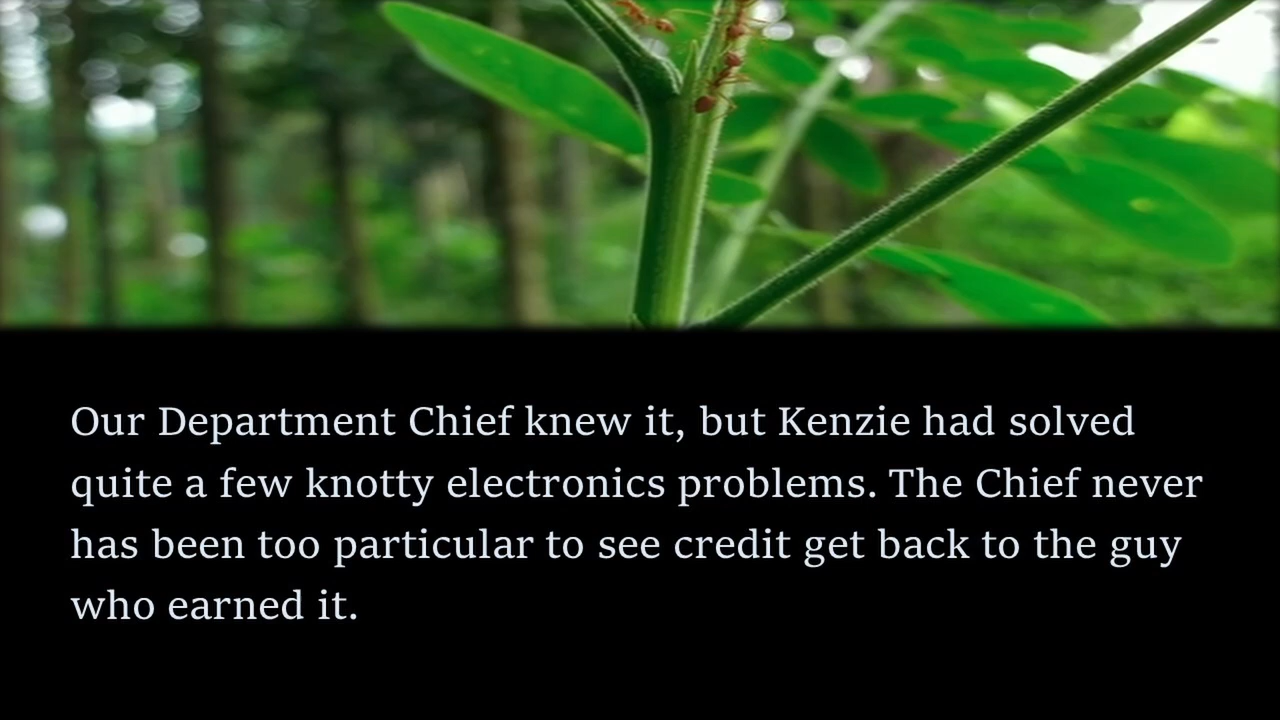 Our Department Chief knew it, but Kenzie had solved
quite a few knotty electronics problems. The Chief never
has been too particular to see credit get back to the guy
who earned it.